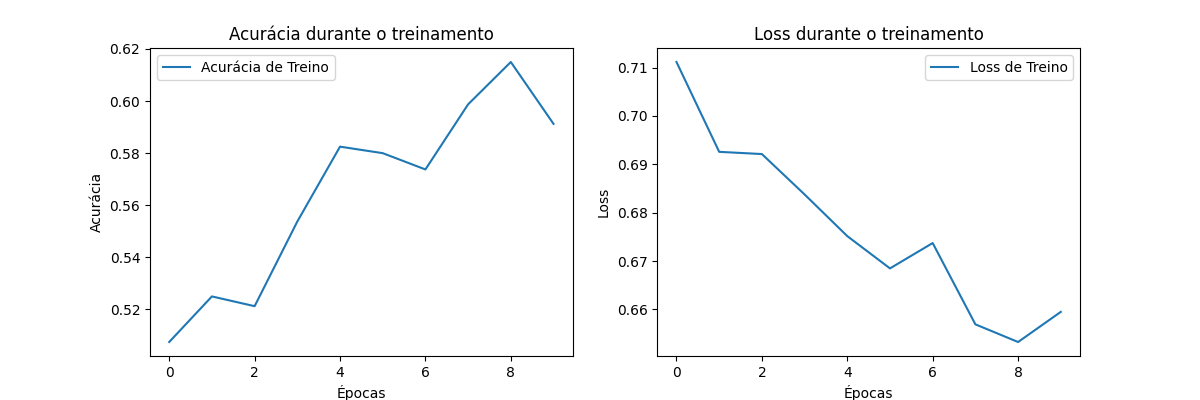 Acurácia durante o treinamento
Acurácia de Treino
0.62
0.60
0.58
0.56
0.54
0.52
Acurácia
0 2 4 6 8
Épocas
Loss durante o treinamento
Loss de Treino
0.71
0.70
0.69
0.68
0.67
0.66
Loss
0 2 4 6 8
Épocas